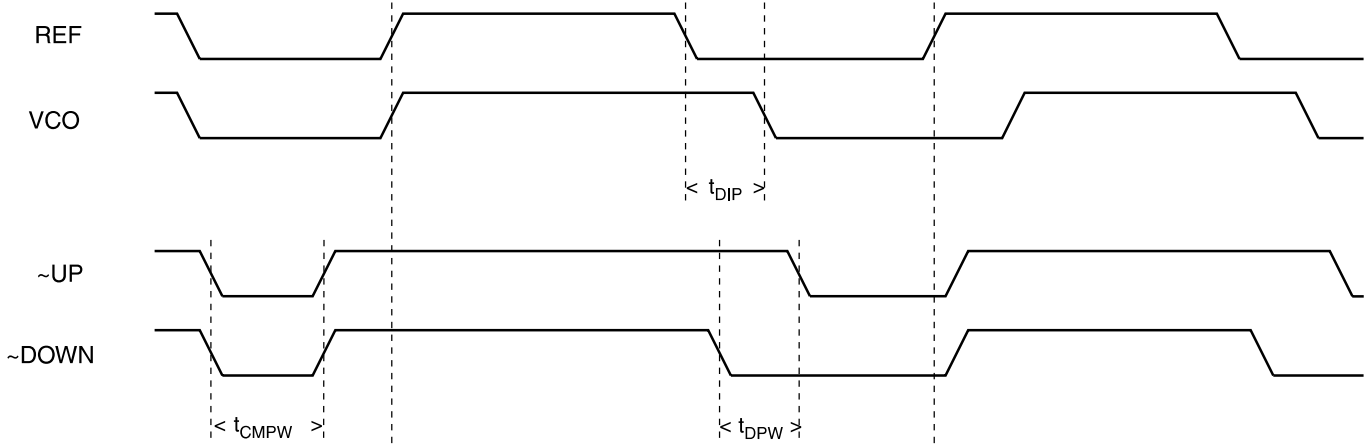 REF
VCO
< tDIP >
~UP
~DOWN
< tCMPW >
< tDPW >